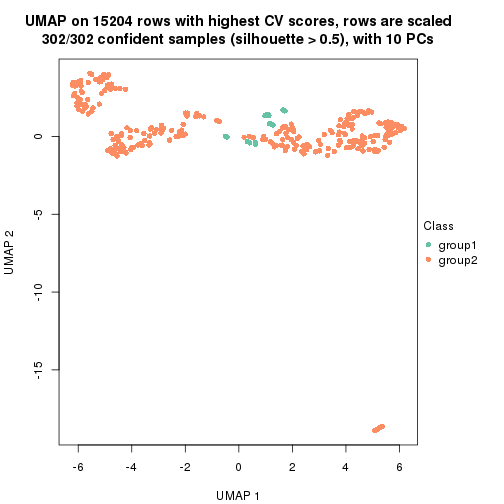 UMAP on 15204 rows with highest CV scores, rows are scaled
302/302 confident samples (silhouette > 0.5), with 10 PCs
0
-5
-10
-15
UMAP 2
Class
group1
group2
-6 -4 -2 0 2 4 6
UMAP 1